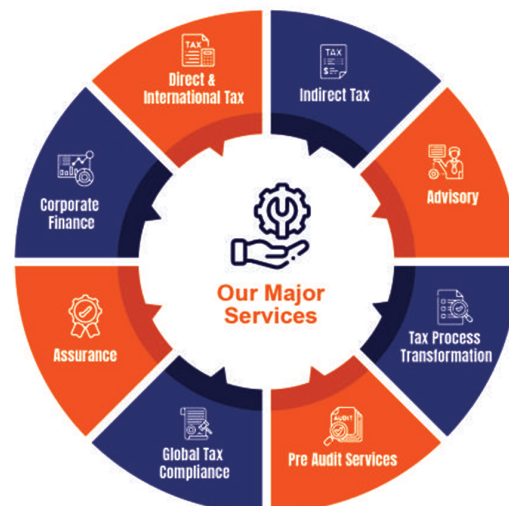 TAX
Direct &
International Tax
TAX
$
Indirect Tax
Advisory
Tax Process
Transformation
AUDIT
Pre Audit Services
Global Tax
Compliance
Assurance
Corporate
Finance
Our Major
Services